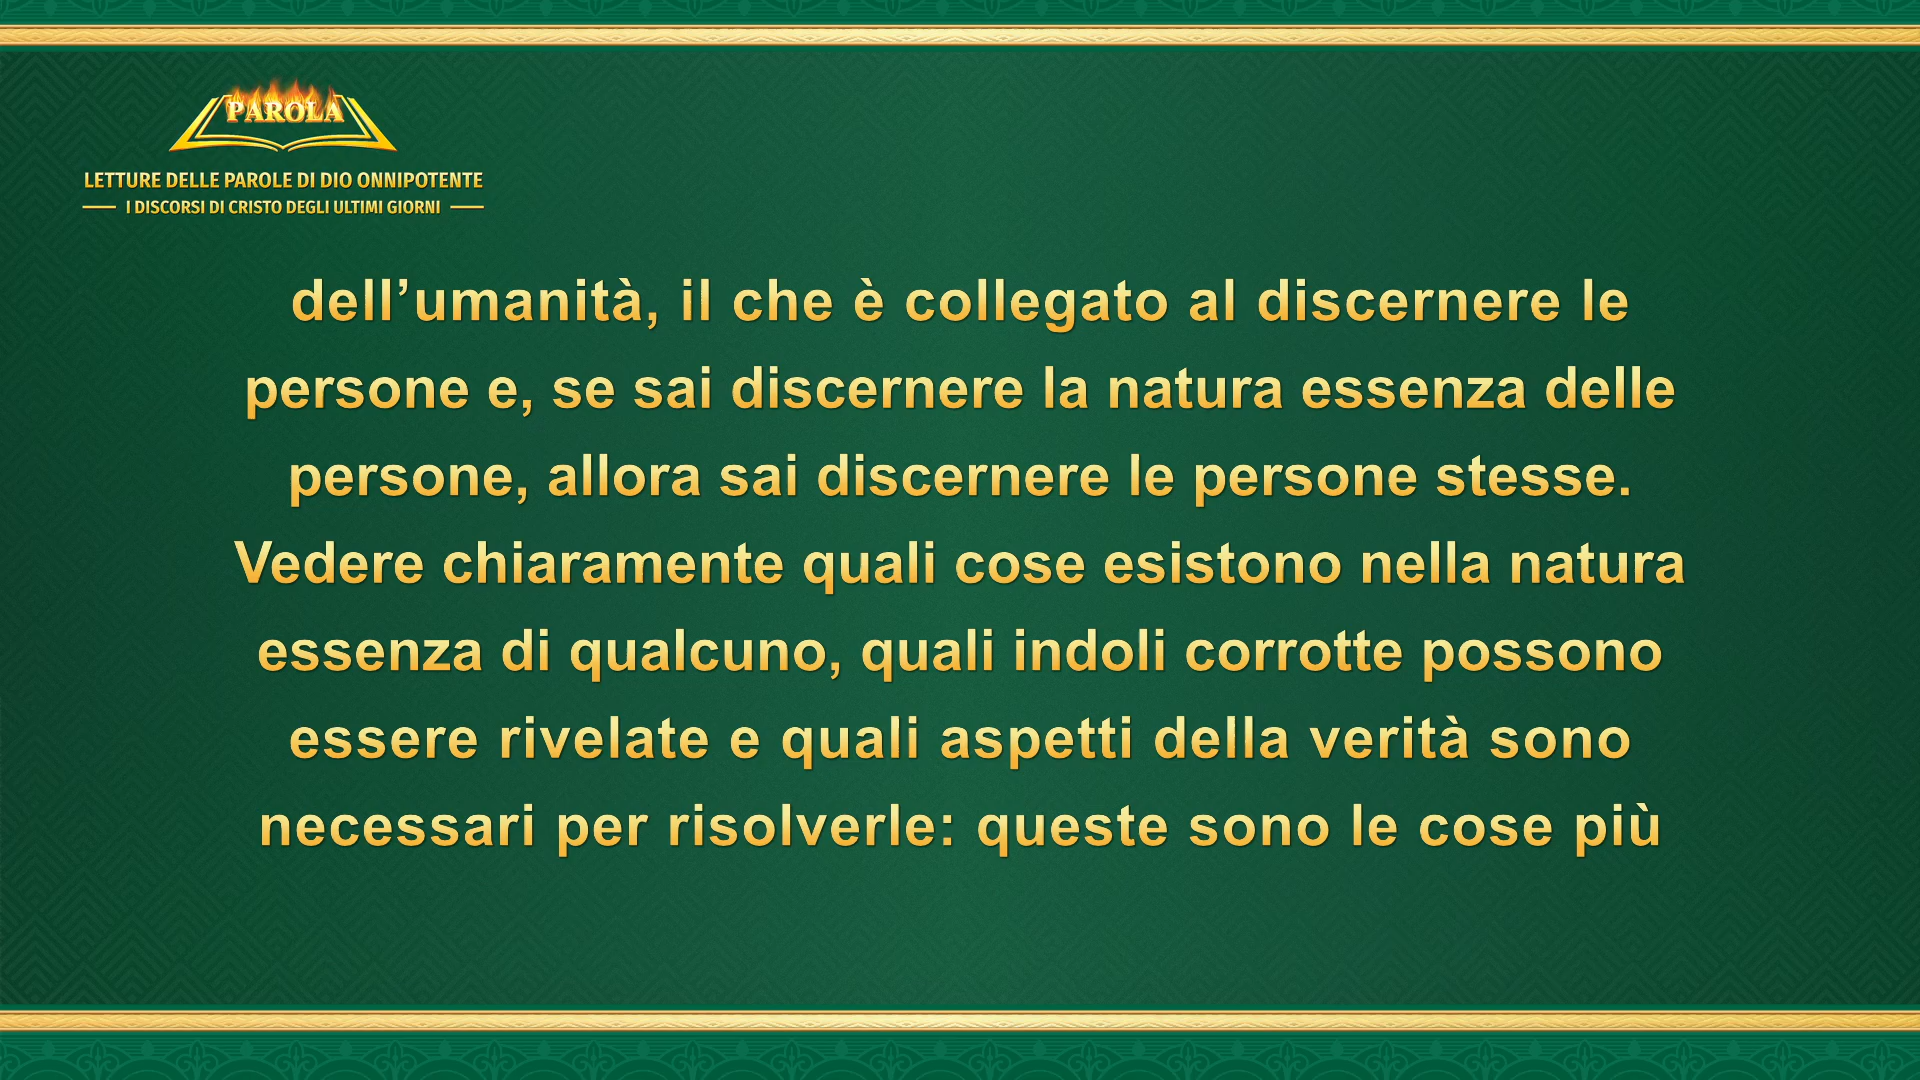 PAROLA
LETTURE DELLE PAROLE DI DIO ONNIPOTENTE
I DISCORSI DI CRISTO DEGLI ULTIMI GIORNI
dell’umanità, il che è collegato al discernere le
persone e, se sai discernere la natura essenza delle
persone, allora sai discernere le persone stesse.
Vedere chiaramente quali cose esistono nella natura
essenza di qualcuno, quali indoli corrotte possono
essere rivelate e quali aspetti della verità sono
necessari per risolverle: queste sono le cose più